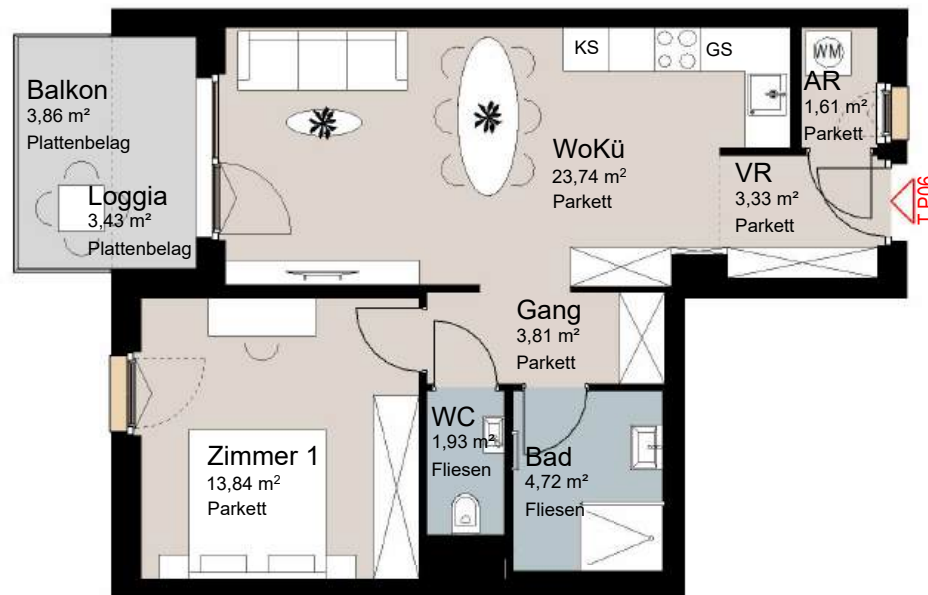 Balkon
3,86 m²
Plattenbelag
Loggia
3,43 m²
Plattenbelag
KS
GS
WoKü
23,74 m²
Parkett
WM
AR
1,61 m²
Parkett
VR
3,33 m²
Parkett
Gang
3,81 m²
Parkett
Zimmer 1
13,84 m²
Parkett
WC
1,93 m²
Fliesen
Bad
4,72 m²
Fliesen